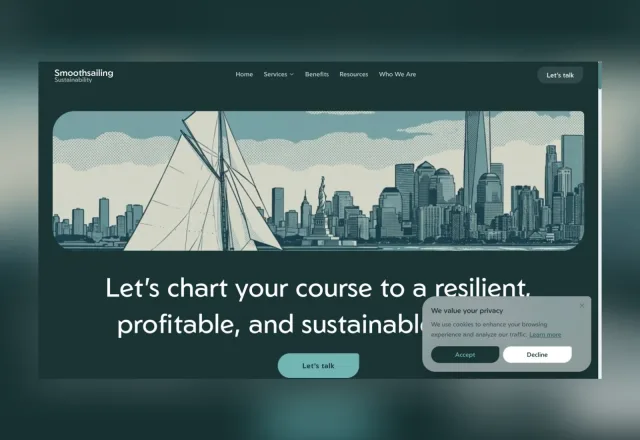 Smoothsailing
Sustainability
Home
Services
Benefits
Resources
Who We Are
Let's talk
Let's chart your course to a resilient,
profitable, and sustainabl
Let's talk
We value your privacy
We use cookies to enhance your browsing
experience and analyze our traffic. Learn more
Accept
Decline